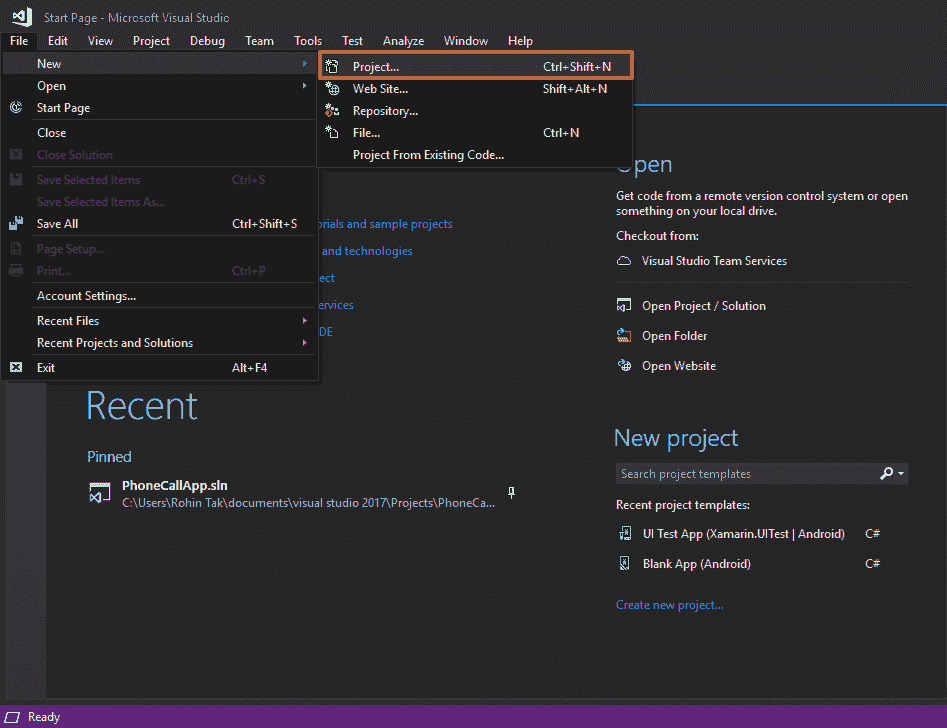 Start Page - Microsoft Visual Studio
File Edit View Project Debug Team Tools Test Analyze Window Help
New
Open
Start Page
Close
Close Solution
Save Selected Items Ctrl+S
Save Selected Items As...
Save All Ctrl+Shift+S
Page Setup...
Print... Ctrl+P
Account Settings...
Recent Files
Recent Projects and Solutions
Exit Alt+F4
Project... Ctrl+Shift+N
Web Site... Shift+Alt+N
Repository...
File... Ctrl+N
Project From Existing Code...
orials and sample projects
and technologies
ect
ervices
DE
Recent
Pinned
PhoneCallApp.sln
C:\Users\Rohin Tak\documents\visual studio 2017\Projects\PhoneCa...
Open
Get code from a remote version control system or open
something on your local drive.
Checkout from:
Visual Studio Team Services
Open Project / Solution
Open Folder
Open Website
New project
Search project templates
Recent project templates:
UI Test App (Xamarin.UITest | Android) C#
Blank App (Android) C#
Create new project...
Ready